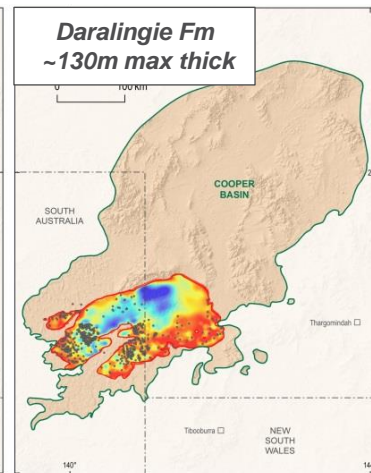 Daralingie Fm
~130m max thick
0 100 km
COOPER
BASIN
SOUTH
AUSTRALIA
Thargomindah
Tibooburra
NEW
SOUTH
WALES
140°